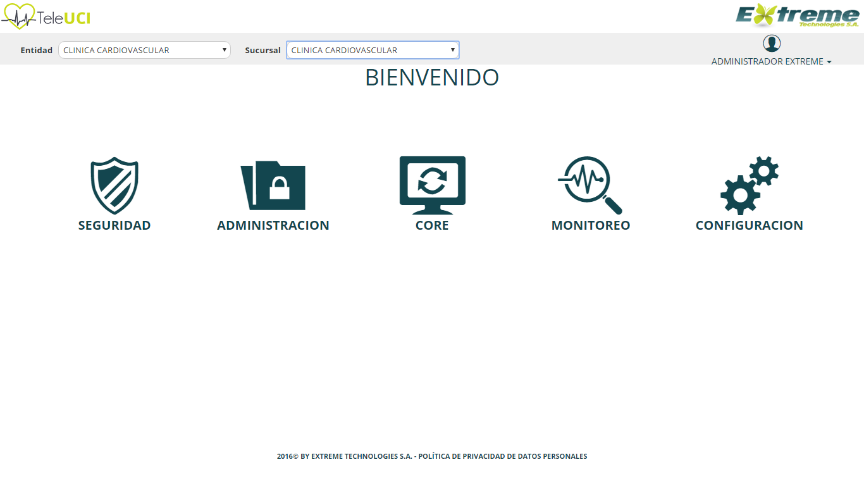 TeleUCI
Extreme
Technologies S.A.
Entidad CLINICA CARDIOVASCULAR Sucursal CLINICA CARDIOVASCULAR
ADMINISTRADOR EXTREME
BIENVENIDO
SEGURIDAD ADMINISTRACION CORE MONITOREO CONFIGURACION
2016© BY EXTREME TECHNOLOGIES S.A. - POLÍTICA DE PRIVACIDAD DE DATOS PERSONALES